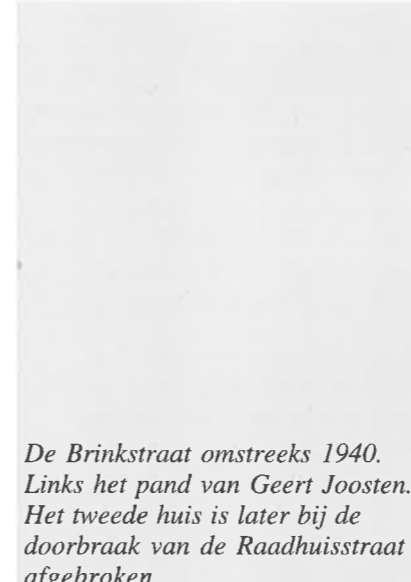 De Brinkstraat omstreeks 1940.
Links het pand van Geert Joosten.
Het tweede huis is later bij de
doorbraak van de Raadhuisstraat
afgebroken